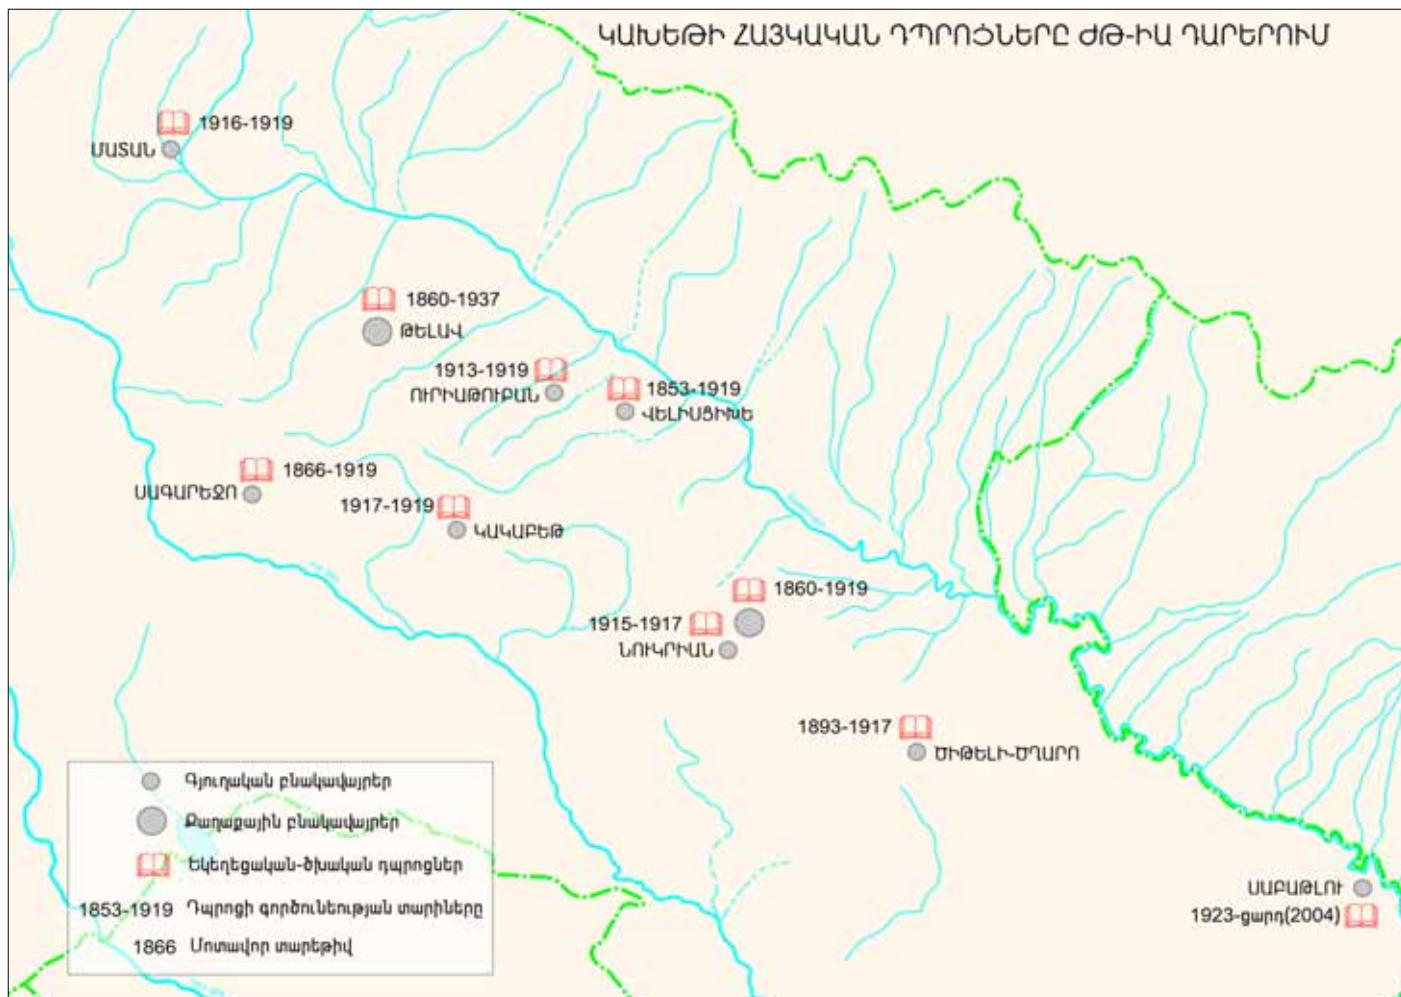 ԿԱԽԵԹԻ ՀԱՅԿԱԿԱՆ ԴՊՐՈՑՆԵՐԸ ԺԹ-ԻԱ ԴԱՐԵՐՈՒՄ
1916-1919
ՄԱՏԱՆ
1860-1937
ԹԵԼԱՎ
1913-1919
ՈՒՐԻԱԹՈՒԲԱՆ
1853-1919
ՎԵԼԻՍՑԻԽԵ
1866-1919
ՍԱԳԱՐԵՋՈ
1917-1919
ԿԱԿԱԲԵԹ
1860-1919
1915-1917
ՆՈՒԿՐԻԱՆ
1893-1917
ԾԻԹԵԼԻ-ԾՂԱՐՈ
ՍԱԲԱԹԼՈՒ
1923-ցարդ(2004)
Գյուղական բնակավայրեր
Քաղաքային բնակավայրեր
Եկեղեցական-ծխական դպրոցներ
1853-1919 Դպրոցի գործունեության տարիները
1866 Մոտավոր տարեթիվ